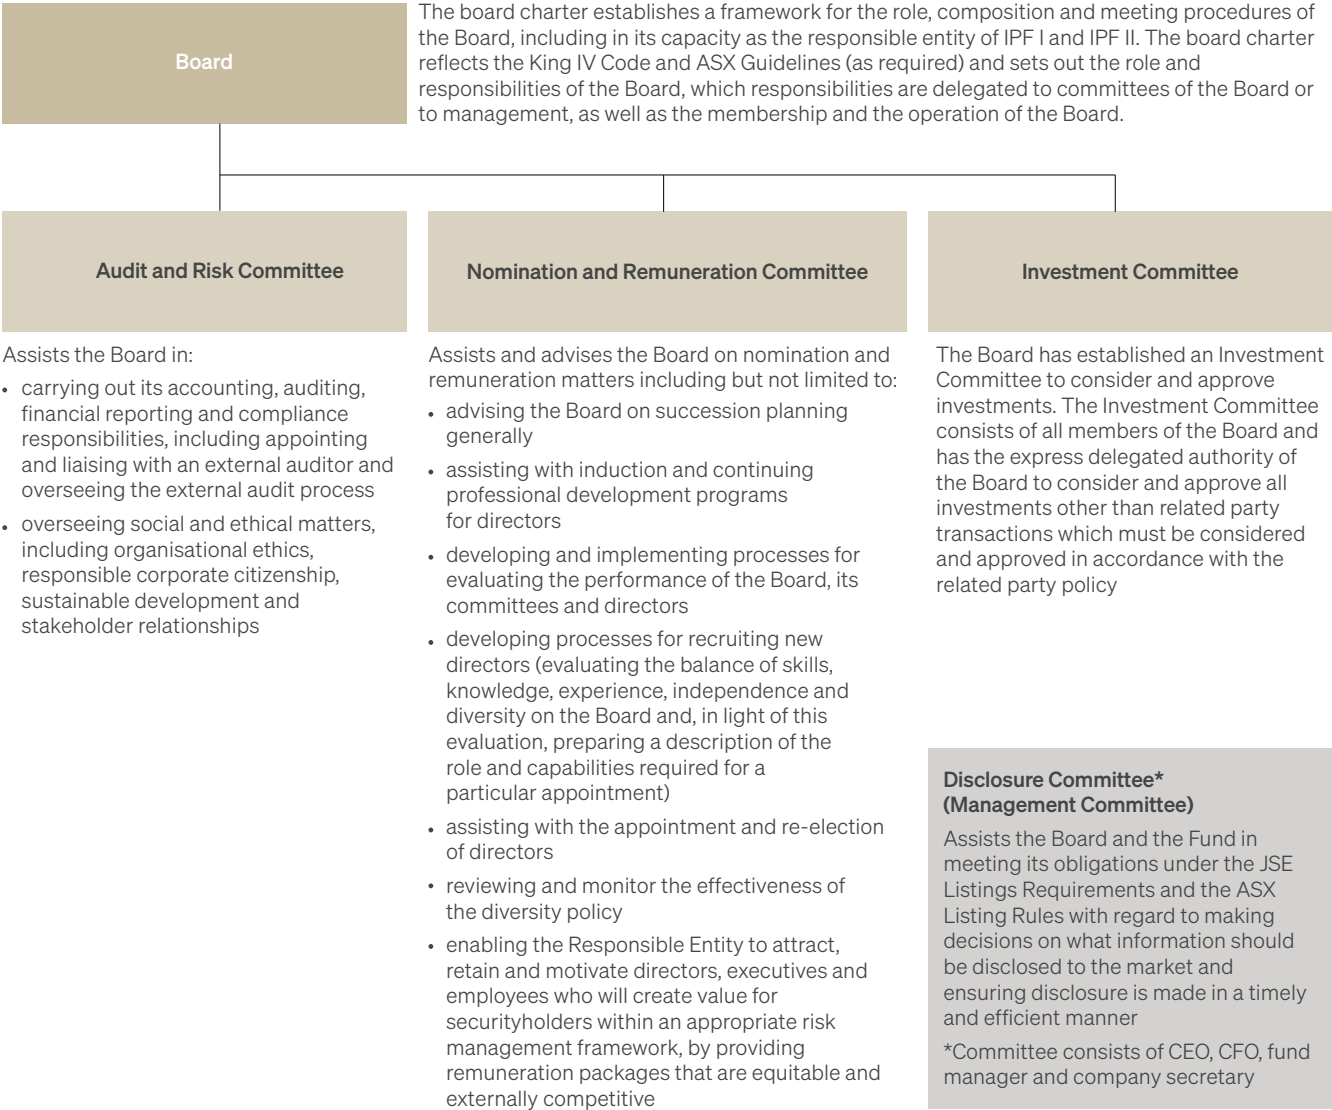 Board
The board charter establishes a framework for the role, composition and meeting procedures of
the Board, including in its capacity as the responsible entity of IPF I and IPF II. The board charter
reflects the King IV Code and ASX Guidelines (as required) and sets out the role and
responsibilities of the Board, which responsibilities are delegated to committees of the Board or
to management, as well as the membership and the operation of the Board.
Audit and Risk Committee
Assists the Board in:
• carrying out its accounting, auditing,
financial reporting and compliance
responsibilities, including appointing
and liaising with an external auditor and
overseeing the external audit process
• overseeing social and ethical matters,
including organisational ethics,
responsible corporate citizenship,
sustainable development and
stakeholder relationships
Nomination and Remuneration Committee
Assists and advises the Board on nomination and
remuneration matters including but not limited to:
• advising the Board on succession planning
generally
• assisting with induction and continuing
professional development programs
for directors
• developing and implementing processes for
evaluating the performance of the Board, its
committees and directors
• developing processes for recruiting new
directors (evaluating the balance of skills,
knowledge, experience, independence and
diversity on the Board and, in light of this
evaluation, preparing a description of the
role and capabilities required for a
particular appointment)
• assisting with the appointment and re-election
of directors
• reviewing and monitor the effectiveness of
the diversity policy
• enabling the Responsible Entity to attract,
retain and motivate directors, executives and
employees who will create value for
securityholders within an appropriate risk
management framework, by providing
remuneration packages that are equitable and
externally competitive
Investment Committee
The Board has established an Investment
Committee to consider and approve
investments. The Investment Committee
consists of all members of the Board and
has the express delegated authority of
the Board to consider and approve all
investments other than related party
transactions which must be considered
and approved in accordance with the
related party policy
Disclosure Committee*
(Management Committee)
Assists the Board and the Fund in
meeting its obligations under the JSE
Listings Requirements and the ASX
Listing Rules with regard to making
decisions on what information should
be disclosed to the market and
ensuring disclosure is made in a timely
and efficient manner
*Committee consists of CEO, CFO, fund
manager and company secretary